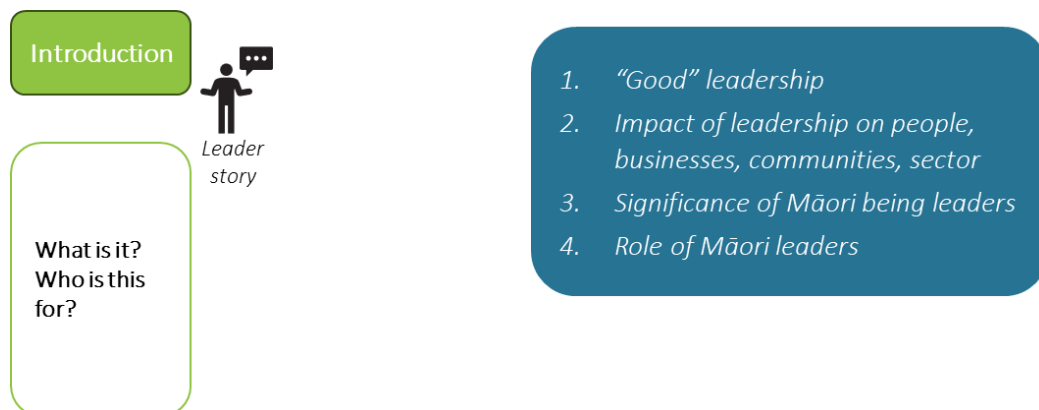 Introduction
Leader
story
What is it?
Who is this
for?
1. “Good” leadership
2. Impact of leadership on people,
businesses, communities, sector
3. Significance of Māori being leaders
4. Role of Māori leaders